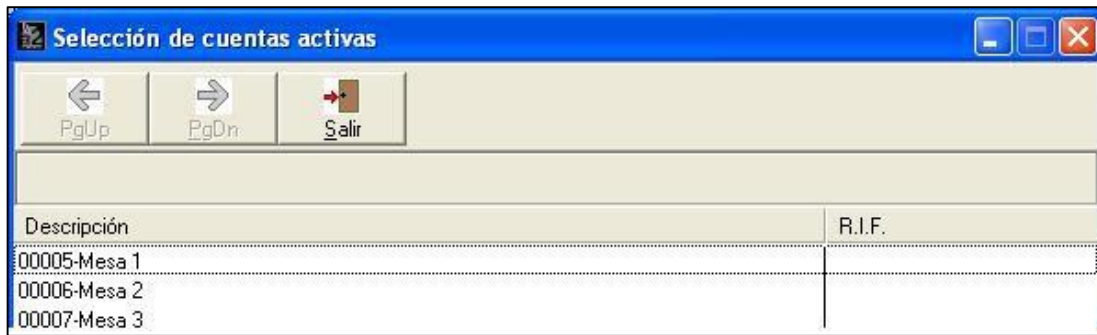 Selección de cuentas activas
PgUp PgDn Salir
Descripción R.I.F.
00005-Mesa 1
00006-Mesa 2
00007-Mesa 3